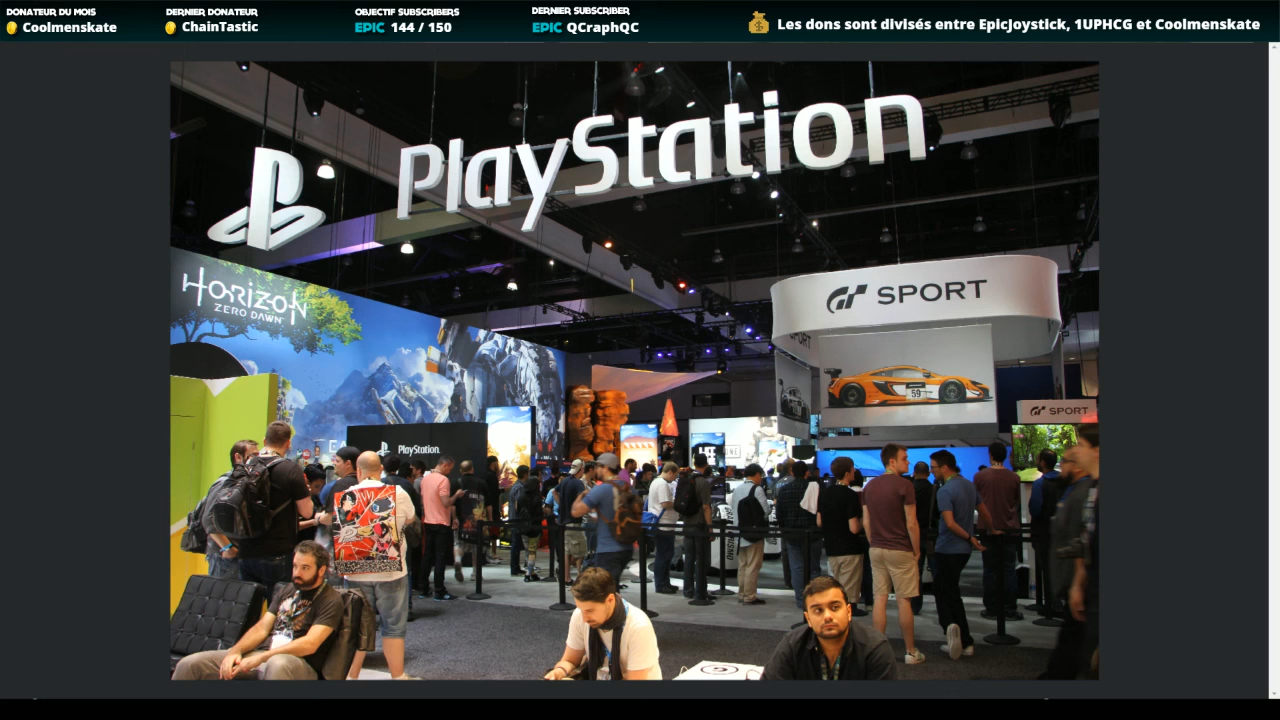 DONATEUR DU MOIS
Coolmenskate
DERNIER DONATEUR
ChainTastic
OBJECTIF SUBSCRIBERS
EPIC 144 / 150
DERNIER SUBSCRIBER
EPIC QCraphQC
Les dons sont divisés entre EpicJoystick, 1UPHCG et Coolmenskate
PlayStation
HORIZON
ZERO DAWN
GT SPORT
59
GT SPORT
PlayStation